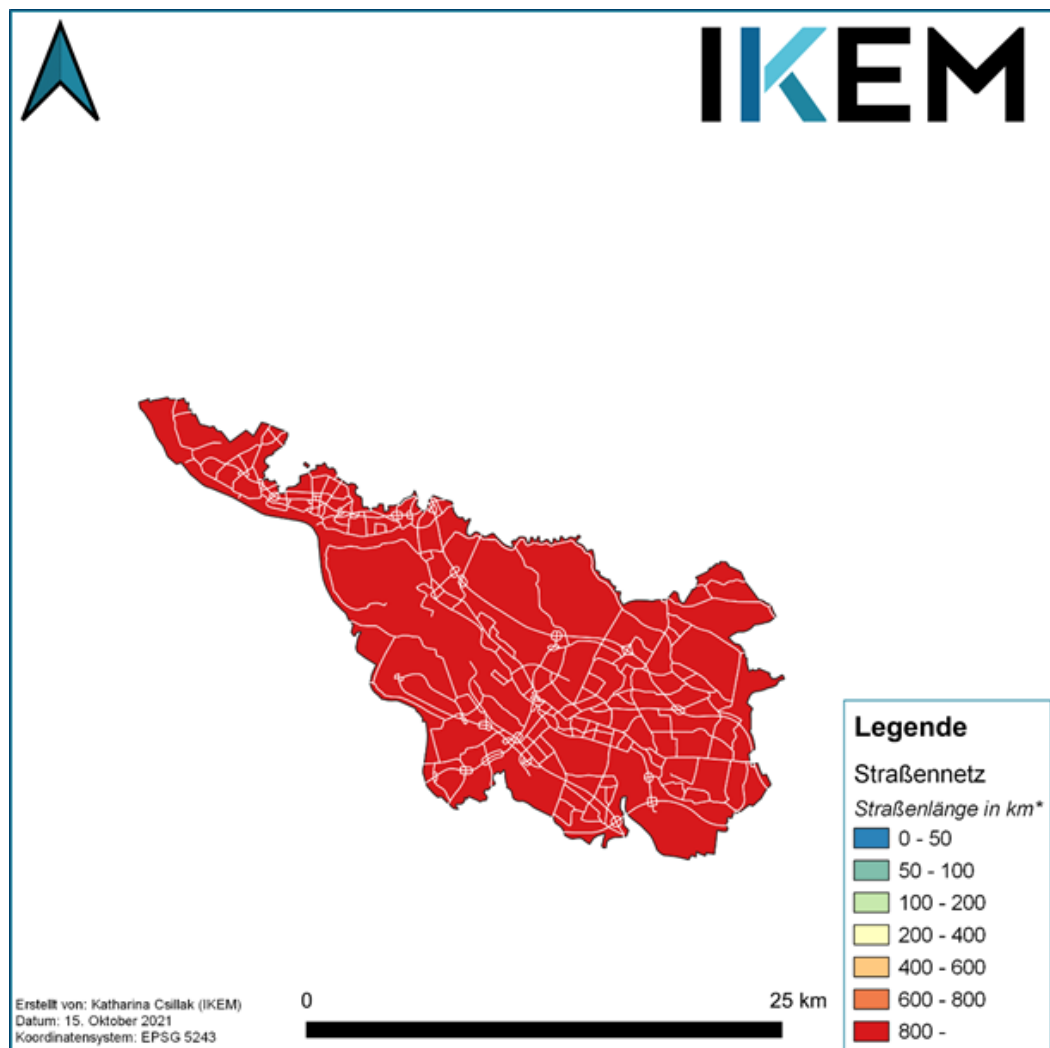 IKEM
Legende
Straßennetz
Straßenlänge in km*
0 - 50
50 - 100
100 - 200
200 - 400
400 - 600
600 - 800
800 -
0 25 km
Erstellt von: Katharina Csillak (IKEM)
Datum: 15. Oktober 2021
Koordinatensystem: EPSG 5243